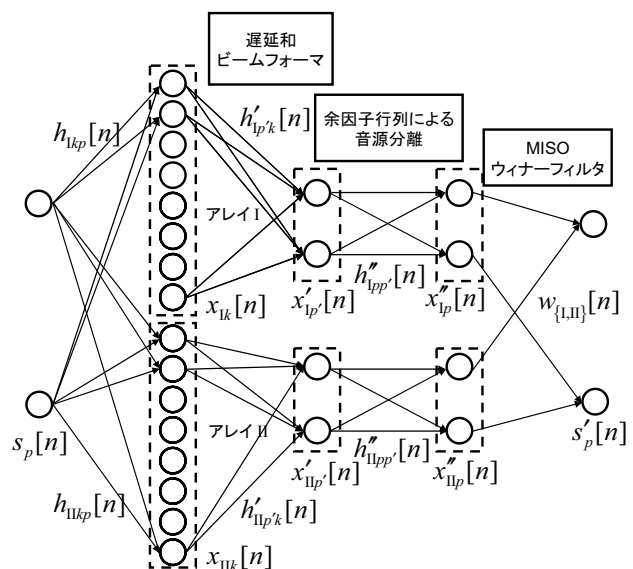 遅延和
ビームフォーマ
余因子行列による
音源分離
MISO
ウィナーフィルタ
h_{Ikp}[n]
h′_{Ip′k}[n]
アレイ I
x_{Ik}[n]
x′_{Ip′}[n]
h″_{Ipp′}[n]
x″_{Ip}[n]
w_{\{I,II\}}[n]
s_p[n]
アレイ II
h_{IIkp}[n]
h′_{IIp′k}[n]
x_{IIk}[n]
x′_{IIp′}[n]
h″_{IIpp′}[n]
x″_{IIp}[n]
s′_p[n]